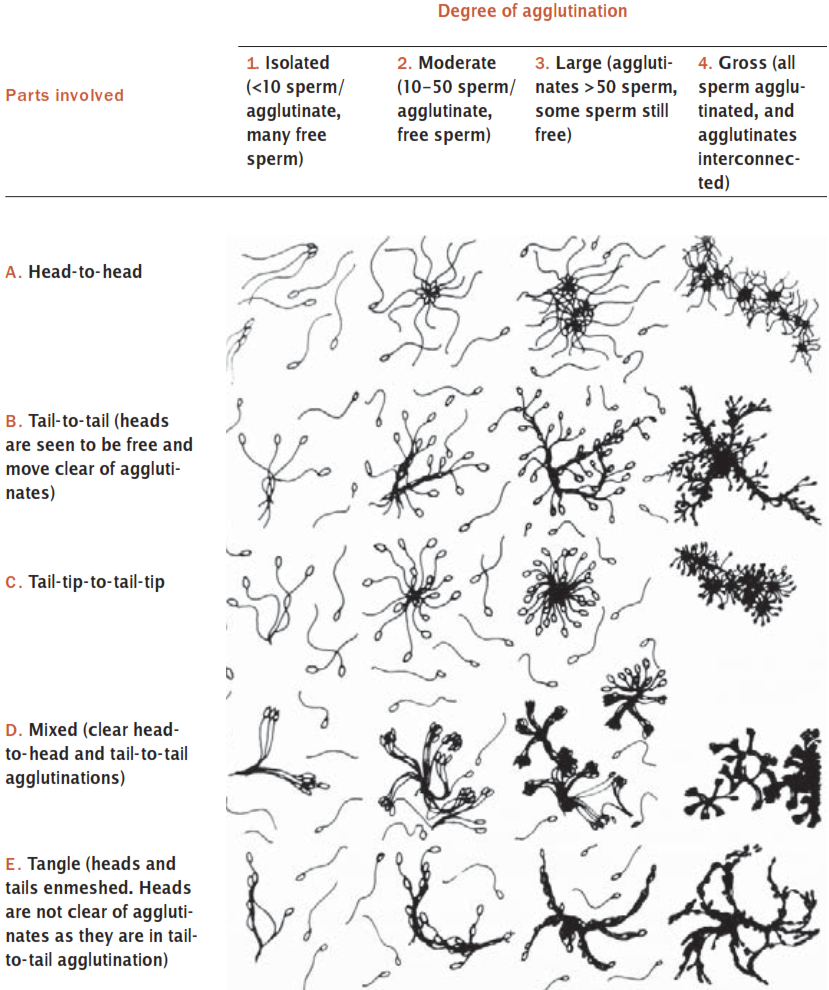 Degree of agglutination
Parts involved
1. Isolated
(<10 sperm/
agglutinate,
many free
sperm)
2. Moderate
(10–50 sperm/
agglutinate,
free sperm)
3. Large (aggluti-
nates >50 sperm,
some sperm still
free)
4. Gross (all
sperm agglu-
tinated, and
agglutinates
interconnec-
ted)
A. Head-to-head
B. Tail-to-tail (heads
are seen to be free and
move clear of aggluti-
nates)
C. Tail-tip-to-tail-tip
D. Mixed (clear head-
to-head and tail-to-tail
agglutinations)
E. Tangle (heads and
tails enmeshed. Heads
are not clear of aggluti-
nates as they are in tail-
to-tail agglutination)